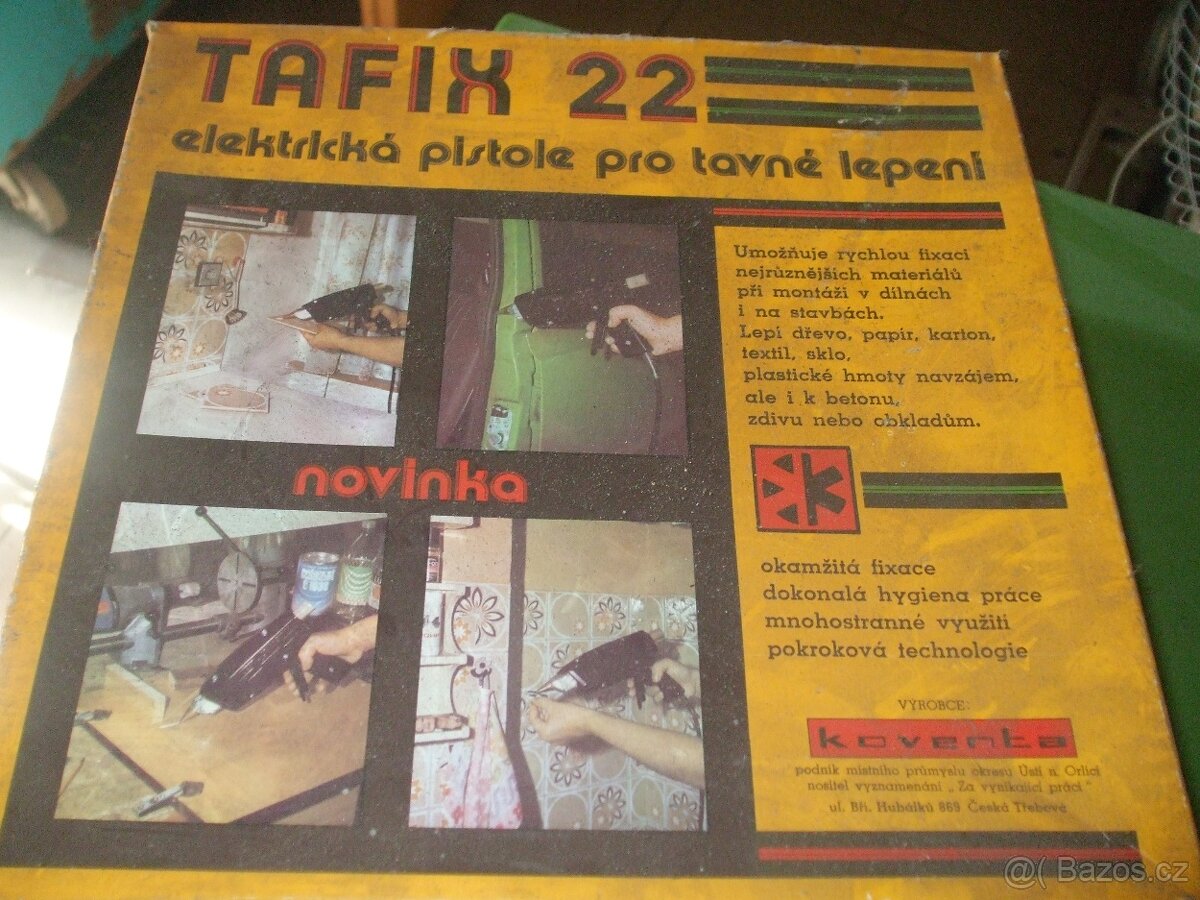 TAFIX 22
elektrická pistole pro tavné lepení
Umožňuje rychlou fixaci
nejrůznějších materiálů
při montáži v dílnách
i na stavbách.
Lepí dřevo, papír, karton,
textil, sklo,
plastické hmoty navzájem,
ale i k betonu,
zdivu nebo obkladům.
novinka
okamžitá fixace
dokonalá hygiena práce
mnohostranné využití
pokroková technologie
VÝROBCE:
koventa
podnik místního průmyslu okresu Ústí n. Orlicí
nositel vyznamenání „Za vynikající práci"
ul. Bří. Hubálků 869 Česká Třebová
@( Bazos.cz